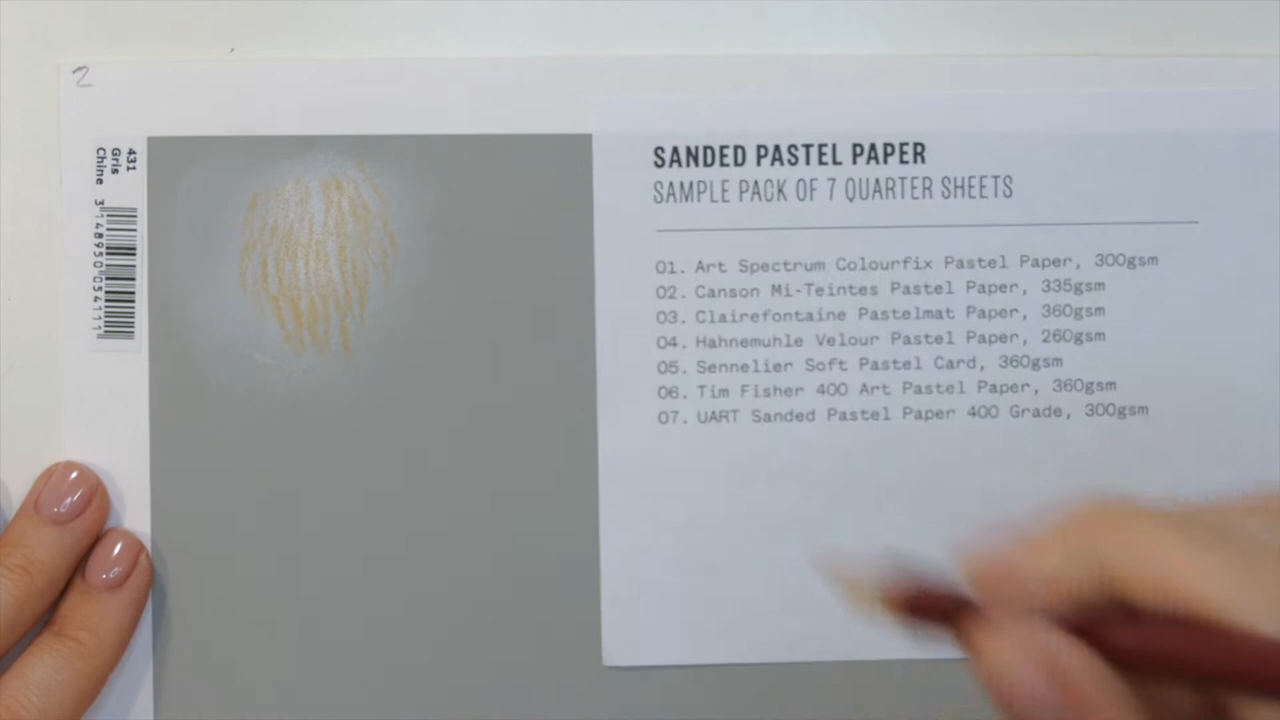 2
431
Gris
Chine
3148950054111
SANDED PASTEL PAPER
SAMPLE PACK OF 7 QUARTER SHEETS
01. Art Spectrum Colourfix Pastel Paper, 300gsm
02. Canson Mi-Teintes Pastel Paper, 335gsm
03. Clairefontaine Pastelmat Paper, 360gsm
04. Hahnemuhle Velour Pastel Paper, 260gsm
05. Sennelier Soft Pastel Card, 360gsm
06. Tim Fisher 400 Art Pastel Paper, 360gsm
07. UART Sanded Pastel Paper 400 Grade, 300gsm